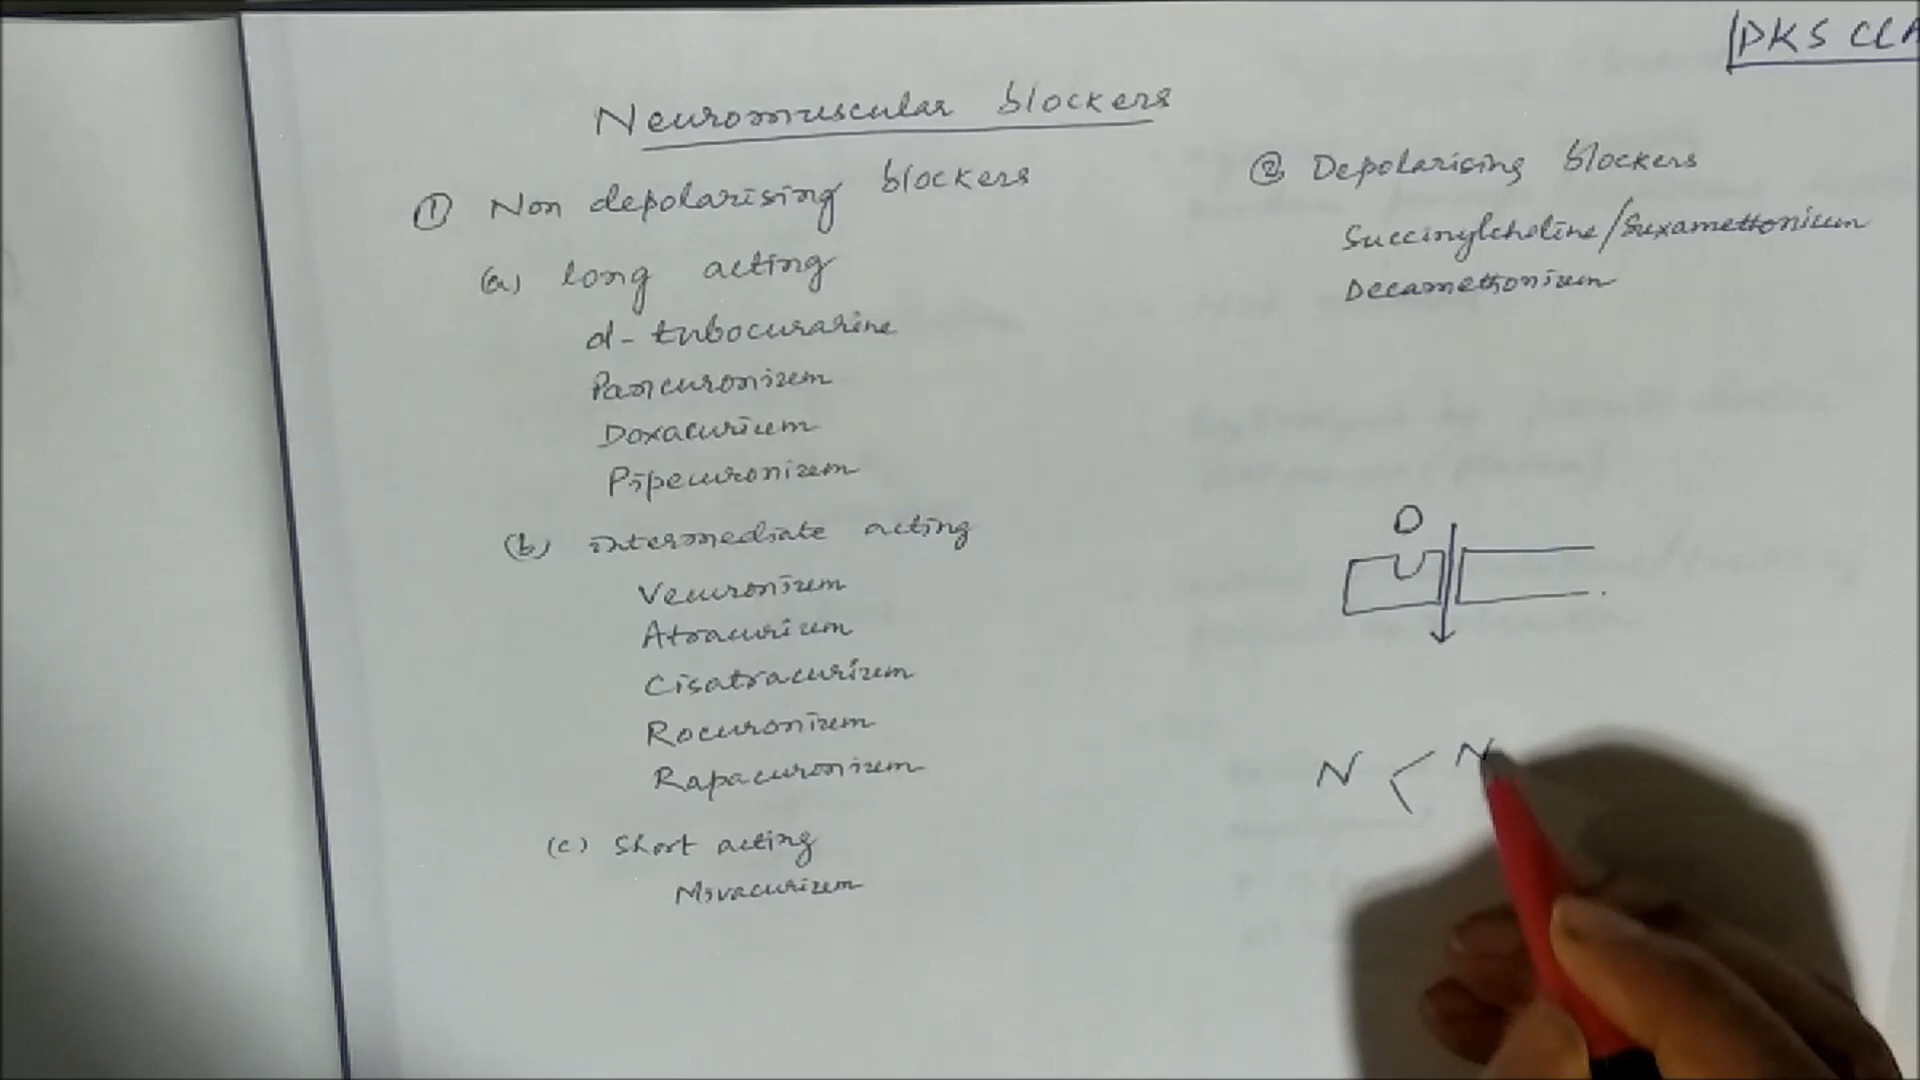 PKS CLA
Neuromuscular blockers
① Non depolarising blockers
(a) long acting
d-tubocurarine
Pancuronium
Doxacurium
Pipecuronium
(b) intermediate acting
Vecuronium
Atracurium
Cisatracurium
Rocuronium
Rapacuronium
(c) Short acting
Mivacurium
② Depolarising blockers
Succinylcholine/Suxamethonium
Decamethonium
N < N